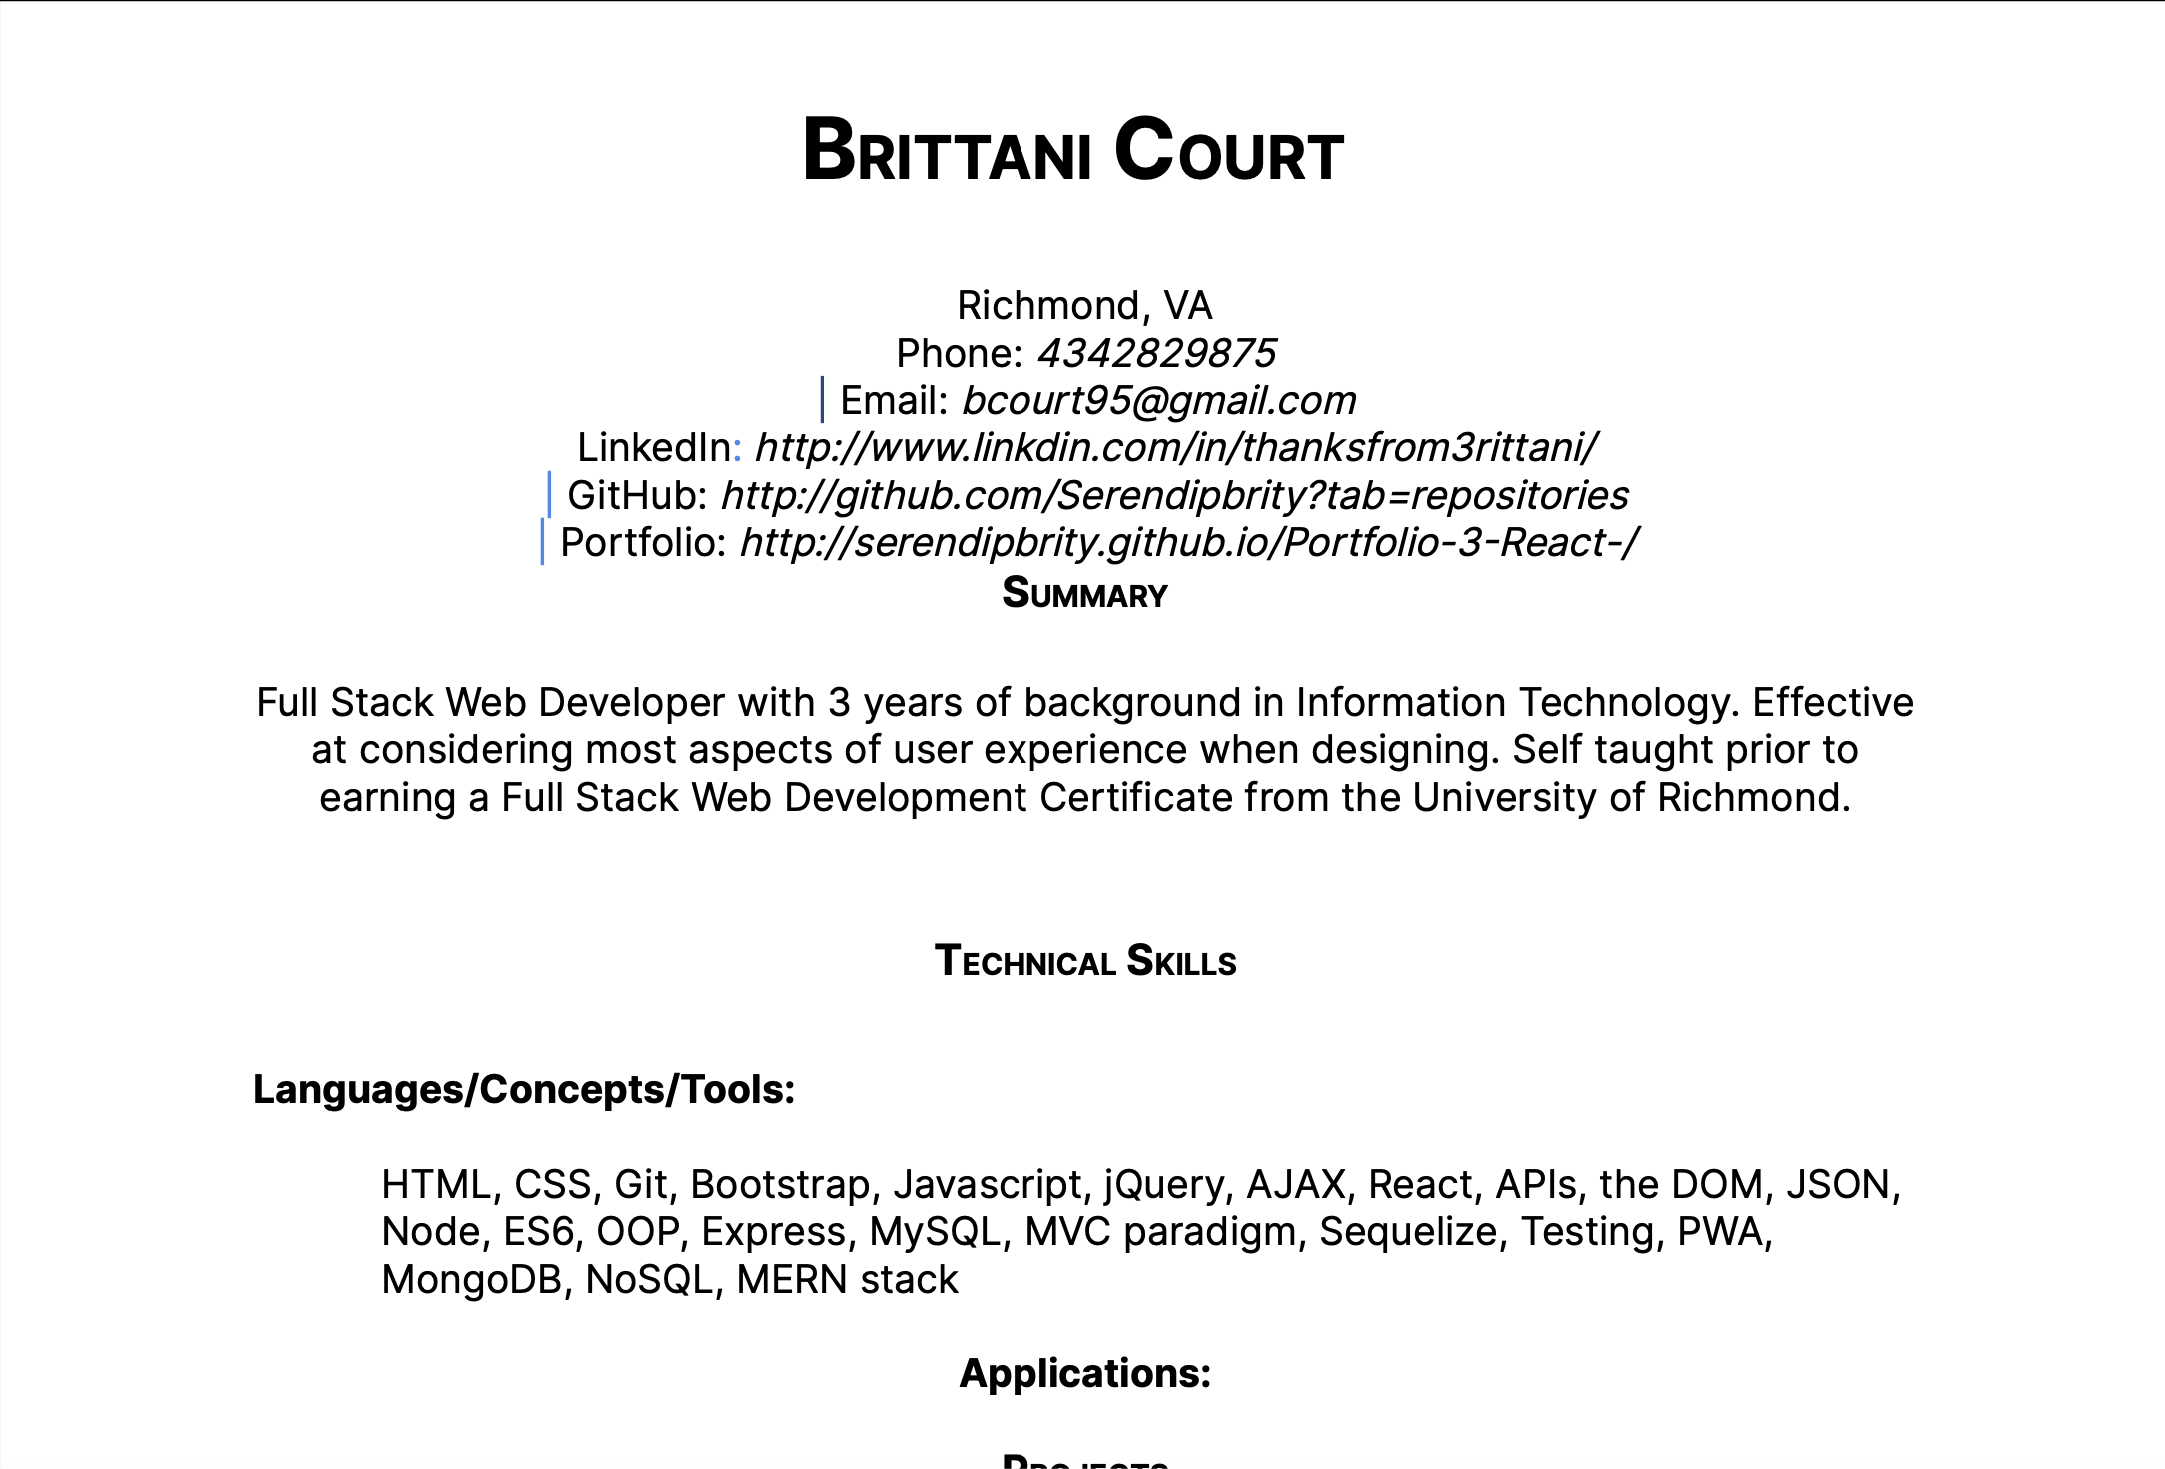 Brittani Court
Richmond, VA
Phone: 4342829875
| Email: bcourt95@gmail.com
LinkedIn: http://www.linkdin.com/in/thanksfrom3rittani/
| GitHub: http://github.com/Serendipbrity?tab=repositories
| Portfolio: http://serendipbrity.github.io/Portfolio-3-React-/
Summary
Full Stack Web Developer with 3 years of background in Information Technology. Effective
at considering most aspects of user experience when designing. Self taught prior to
earning a Full Stack Web Development Certificate from the University of Richmond.
Technical Skills
Languages/Concepts/Tools:
HTML, CSS, Git, Bootstrap, Javascript, jQuery, AJAX, React, APIs, the DOM, JSON,
Node, ES6, OOP, Express, MySQL, MVC paradigm, Sequelize, Testing, PWA,
MongoDB, NoSQL, MERN stack
Applications:
Projects